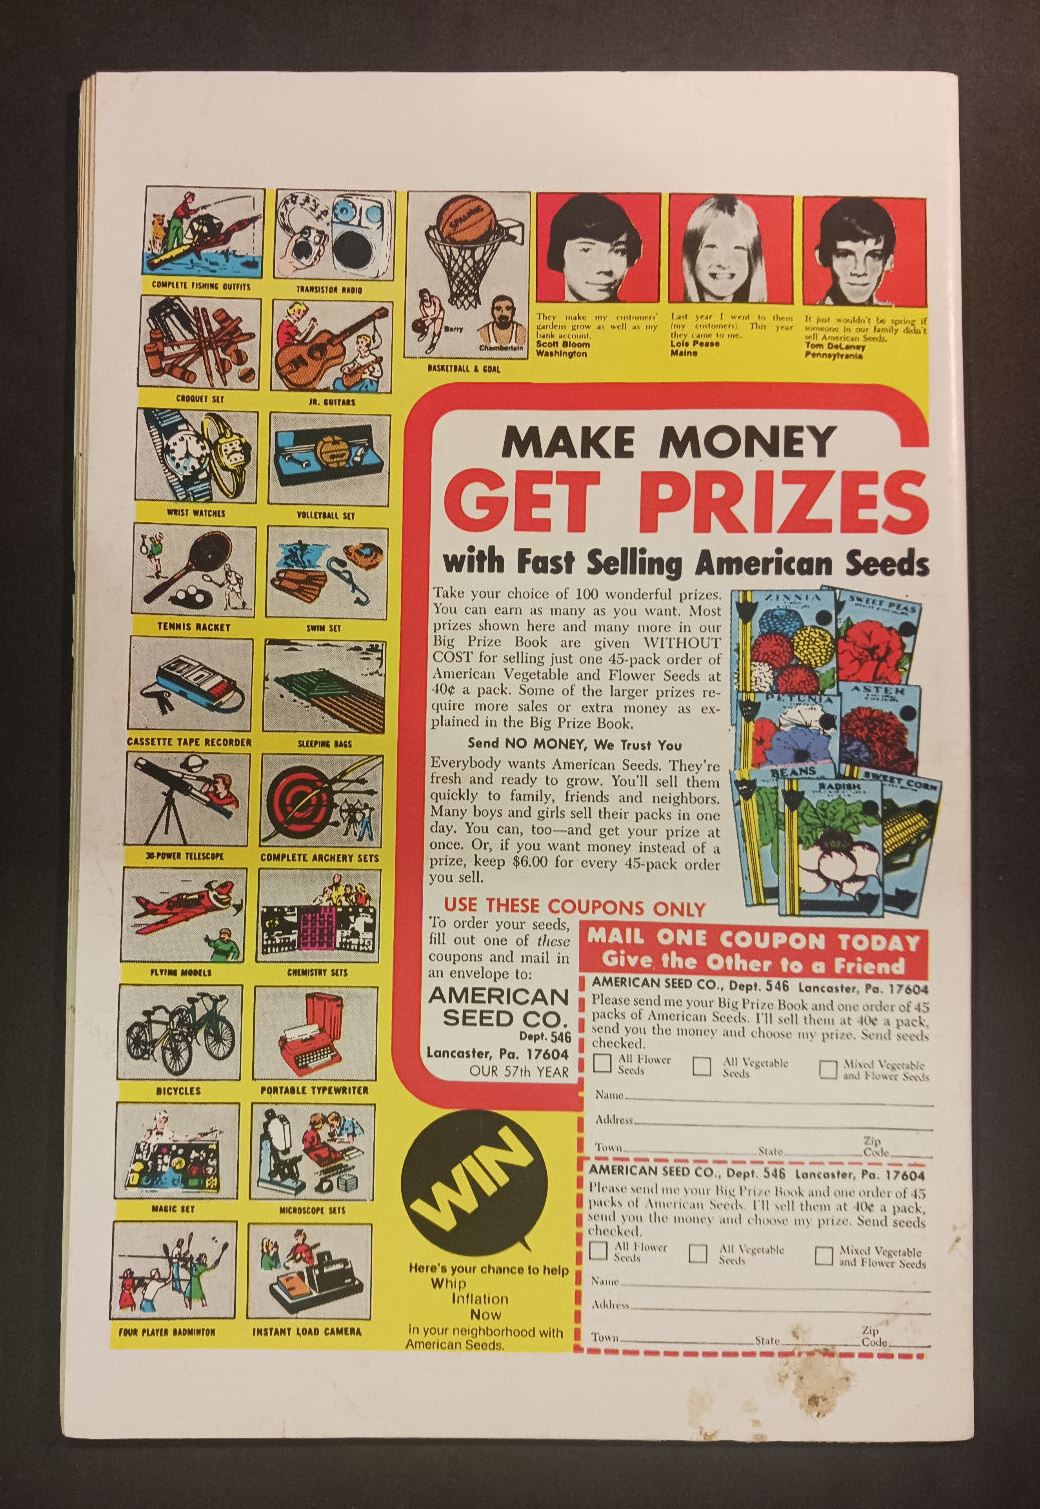 COMPLETE FISHING OUTFITS
TRANSISTOR RADIO
CROQUET SET
JR. GUITARS
WRIST WATCHES
VOLLEYBALL SET
TENNIS RACKET
SWIM SET
CASSETTE TAPE RECORDER
SLEEPING BAGS
30-POWER TELESCOPE
COMPLETE ARCHERY SETS
FLYING MODELS
CHEMISTRY SETS
BICYCLES
PORTABLE TYPEWRITER
MAGIC SET
MICROSCOPE SETS
FOUR PLAYER BADMINTON
INSTANT LOAD CAMERA
SPALDING
Barry
Chamberlain
BASKETBALL & GOAL
They make my customers'
gardens grow as well as my
bank account.
Scott Bloom
Washington
Last year I went to them
(my customers). This year
they came to me.
Lois Pease
Maine
It just wouldn't be spring if
someone in our family didn't
sell American Seeds.
Tom DeLaney
Pennsylvania
MAKE MONEY
GET PRIZES
with Fast Selling American Seeds
Take your choice of 100 wonderful prizes.
You can earn as many as you want. Most
prizes shown here and many more in our
Big Prize Book are given WITHOUT
COST for selling just one 45-pack order of
American Vegetable and Flower Seeds at
40¢ a pack. Some of the larger prizes re-
quire more sales or extra money as ex-
plained in the Big Prize Book.
Send NO MONEY, We Trust You
Everybody wants American Seeds. They're
fresh and ready to grow. You'll sell them
quickly to family, friends and neighbors.
Many boys and girls sell their packs in one
day. You can, too—and get your prize at
once. Or, if you want money instead of a
prize, keep $6.00 for every 45-pack order
you sell.
ZINNIA
SWEET PEAS
PETUNIA
ASTER
BEANS
RADISH
SWEET CORN
USE THESE COUPONS ONLY
To order your seeds,
fill out one of these
coupons and mail in
an envelope to:
AMERICAN
SEED CO.
Dept. 546
Lancaster, Pa. 17604
OUR 57th YEAR
MAIL ONE COUPON TODAY
Give the Other to a Friend
AMERICAN SEED CO., Dept. 546 Lancaster, Pa. 17604
Please send me your Big Prize Book and one order of 45
packs of American Seeds. I'll sell them at 40¢ a pack,
send you the money and choose my prize. Send seeds
checked.
All Flower Seeds
All Vegetable Seeds
Mixed Vegetable and Flower Seeds
Name
Address
Town State Zip Code
AMERICAN SEED CO., Dept. 546 Lancaster, Pa. 17604
Please send me your Big Prize Book and one order of 45
packs of American Seeds. I'll sell them at 40¢ a pack,
send you the money and choose my prize. Send seeds
checked.
All Flower Seeds
All Vegetable Seeds
Mixed Vegetable and Flower Seeds
Name
Address
Town State Zip Code
WIN
Here's your chance to help
Whip
Inflation
Now
in your neighborhood with
American Seeds.